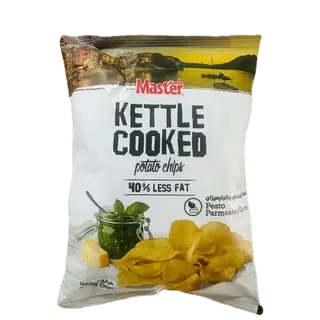 Master
KETTLE
COOKED
potato chips
40% LESS FAT
Pesto
Parmesan